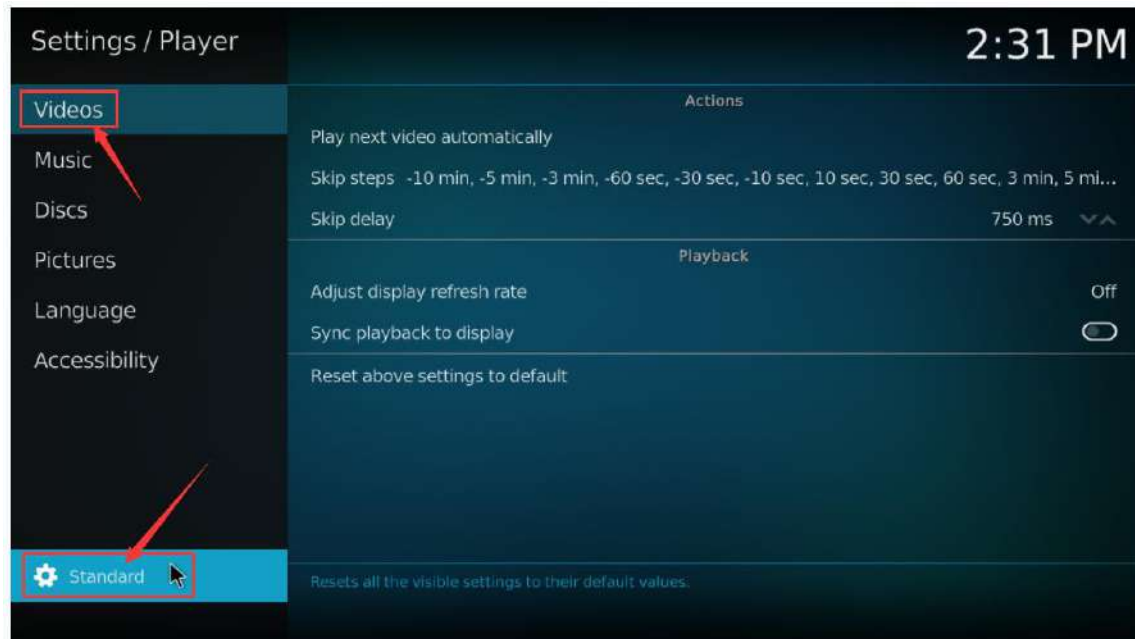 Settings / Player
2:31 PM
Videos
Music
Discs
Pictures
Language
Accessibility
Standard
Actions
Play next video automatically
Skip steps -10 min, -5 min, -3 min, -60 sec, -30 sec, -10 sec, 10 sec, 30 sec, 60 sec, 3 min, 5 mi...
Skip delay 750 ms
Playback
Adjust display refresh rate Off
Sync playback to display
Reset above settings to default
Resets all the visible settings to their default values.